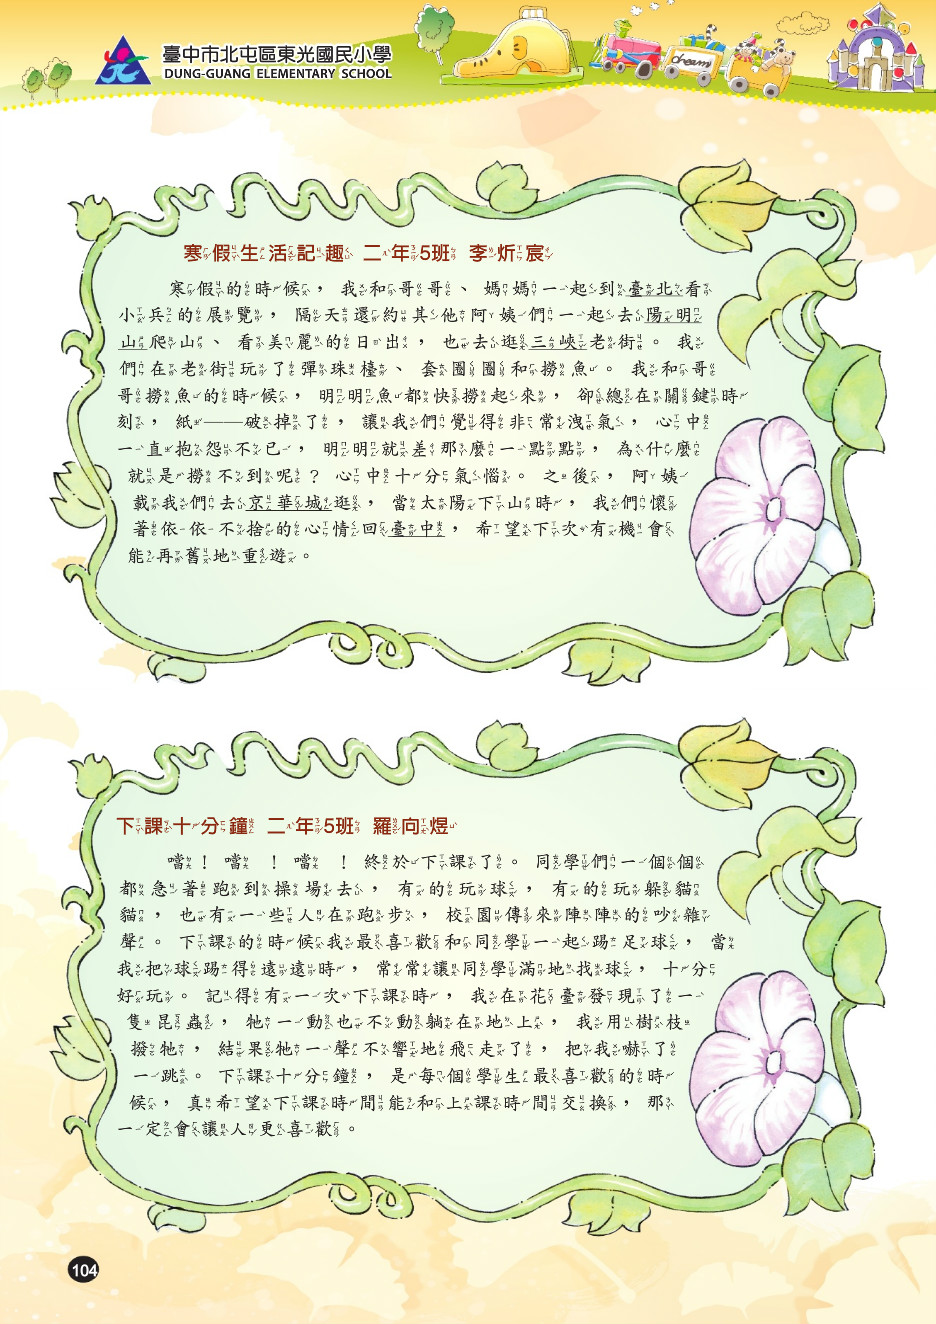 臺中市北屯區東光國民小學
DUNG-GUANG ELEMENTARY SCHOOL
dream
寒假生活記趣 二年5班 李炘宸
寒假的時候，我和哥哥、媽媽一起到臺北看
小兵的展覽，隔天還約其他阿姨們一起去陽明
山爬山、看美麗的日出，也去逛三峽老街。我
們在老街玩了彈珠檯、套圈圈和撈魚。我和哥
哥撈魚的時候，明明魚都快撈起來，卻總在關鍵時
刻，紙——破掉了，讓我們覺得非常洩氣，心中
一直抱怨不已，明明就差那麼一點點，為什麼
就是撈不到呢？心中十分氣惱。之後，阿姨
載我們去京華城逛，當太陽下山時，我們懷
著依依不捨的心情回臺中，希望下次有機會
能再舊地重遊。
下課十分鐘 二年5班 羅向煜
噹！噹！噹！終於下課了。同學們一個個
都急著跑到操場去，有的玩球，有的玩躲貓
貓，也有一些人在跑步，校園傳來陣陣的吵雜
聲。下課的時候我最喜歡和同學一起踢足球，當
我把球踢得遠遠時，常常讓同學滿地找球，十分
好玩。記得有一次下課時，我在花臺發現了一
隻昆蟲，牠一動也不動躺在地上，我用樹枝
撥牠，結果牠一聲不響地飛走了，把我嚇了
一跳。下課十分鐘，是每個學生最喜歡的時
候，真希望下課時間能和上課時間交換，那
一定會讓人更喜歡。
104